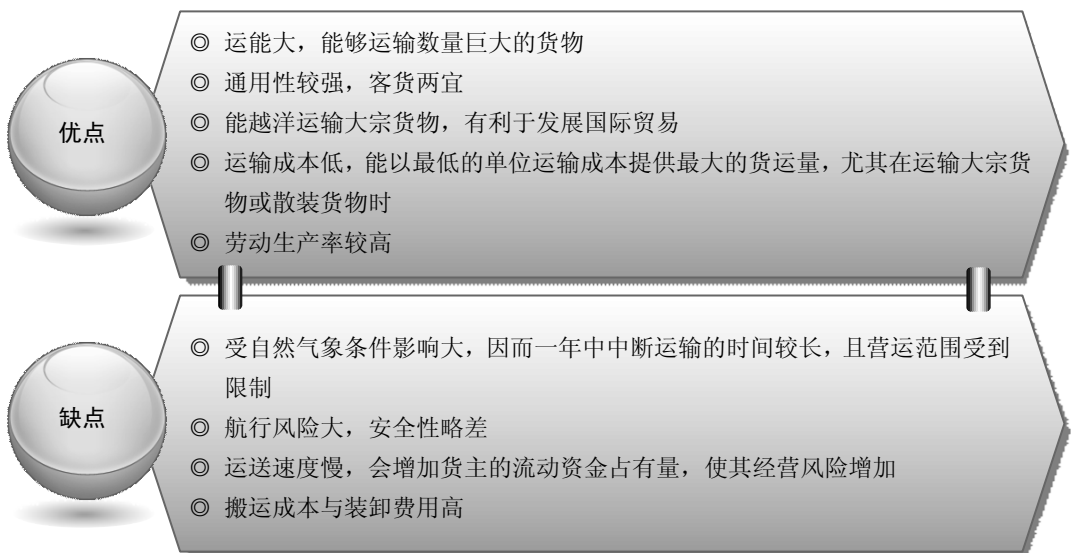 优点
◎ 运能大，能够运输数量巨大的货物
◎ 通用性较强，客货两宜
◎ 能越洋运输大宗货物，有利于发展国际贸易
◎ 运输成本低，能以最低的单位运输成本提供最大的货运量，尤其在运输大宗货
物或散装货物时
◎ 劳动生产率较高
缺点
◎ 受自然气象条件影响大，因而一年中中断运输的时间较长，且营运范围受到
限制
◎ 航行风险大，安全性略差
◎ 运送速度慢，会增加货主的流动资金占有量，使其经营风险增加
◎ 搬运成本与装卸费用高